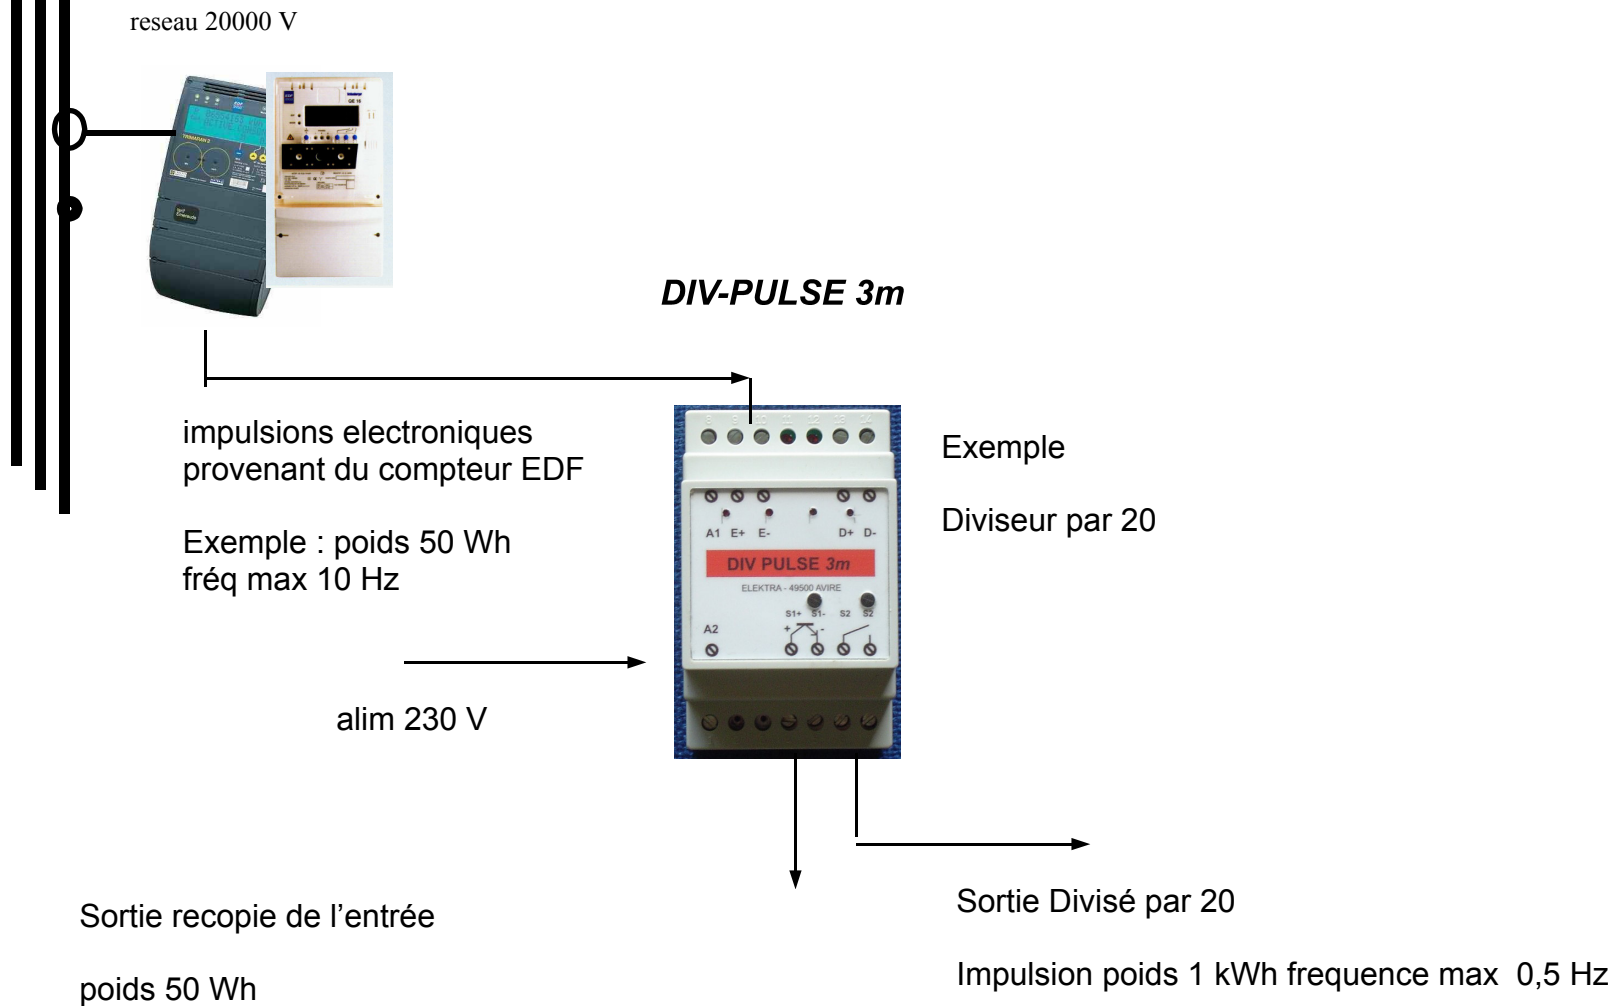 reseau 20000 V
DIV-PULSE 3m
impulsions electroniques
provenant du compteur EDF
Exemple : poids 50 Wh
fréq max 10 Hz
Exemple
Diviseur par 20
A1 E+ E- D+ D-
DIV PULSE 3m
ELEKTRA - 49500 AVIRE
S1+ S1- S2 S2
A2
+ -
alim 230 V
Sortie recopie de l'entrée
poids 50 Wh
Sortie Divisé par 20
Impulsion poids 1 kWh frequence max 0,5 Hz